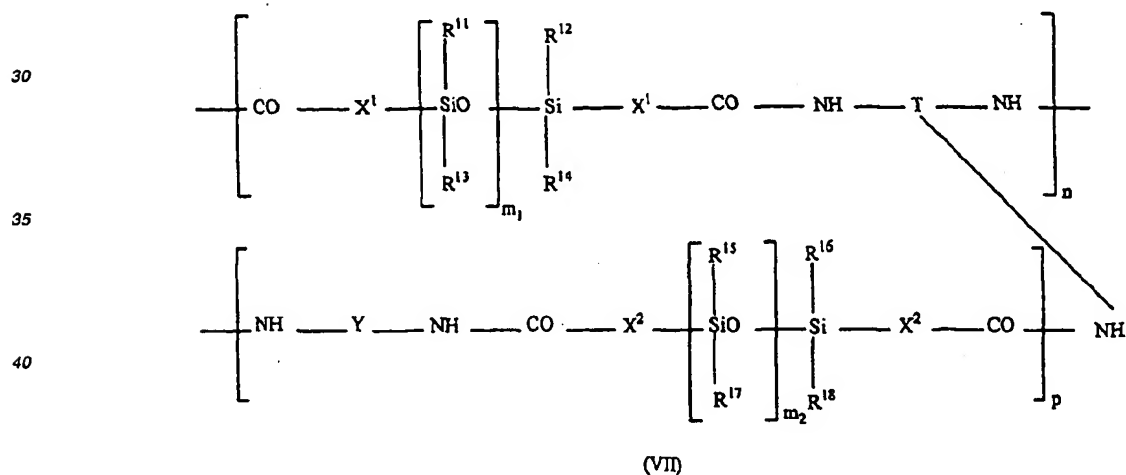 R¹¹ R¹²
30
CO X¹ SiO Si X¹ CO NH T NH
R¹³ R¹⁴
m₁ n
35
R¹⁵ R¹⁶
NH Y NH CO X² SiO Si X² CO NH
40
R¹⁷ R¹⁸
m₂ p
(VII)